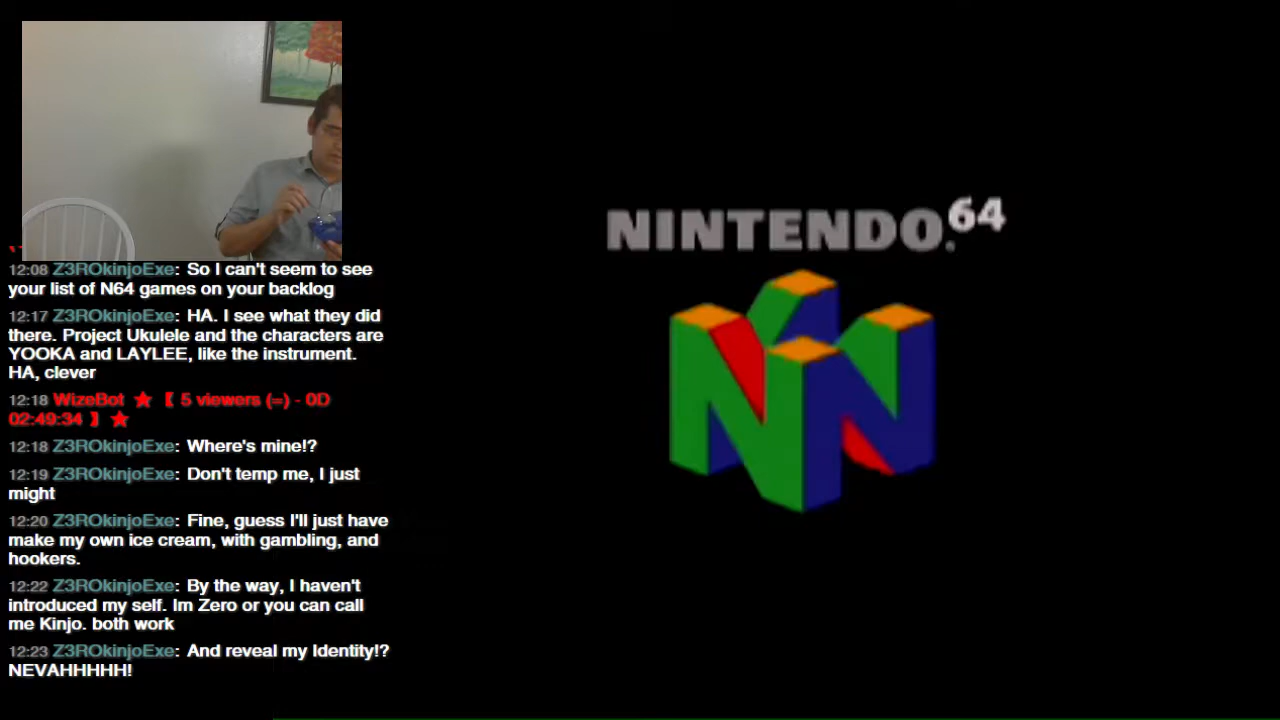 12:08 Z3ROkinjoExe: So I can't seem to see
your list of N64 games on your backlog
12:17 Z3ROkinjoExe: HA. I see what they did
there. Project Ukulele and the characters are
YOOKA and LAYLEE, like the instrument.
HA, clever
12:18 WizeBot ★ 〖 5 viewers (=) - 0D
02:49:34 〗 ★
12:18 Z3ROkinjoExe: Where's mine!?
12:19 Z3ROkinjoExe: Don't temp me, I just
might
12:20 Z3ROkinjoExe: Fine, guess I'll just have
make my own ice cream, with gambling, and
hookers.
12:22 Z3ROkinjoExe: By the way, I haven't
introduced my self. Im Zero or you can call
me Kinjo. both work
12:23 Z3ROkinjoExe: And reveal my Identity!?
NEVAHHHHH!
NINTENDO.64